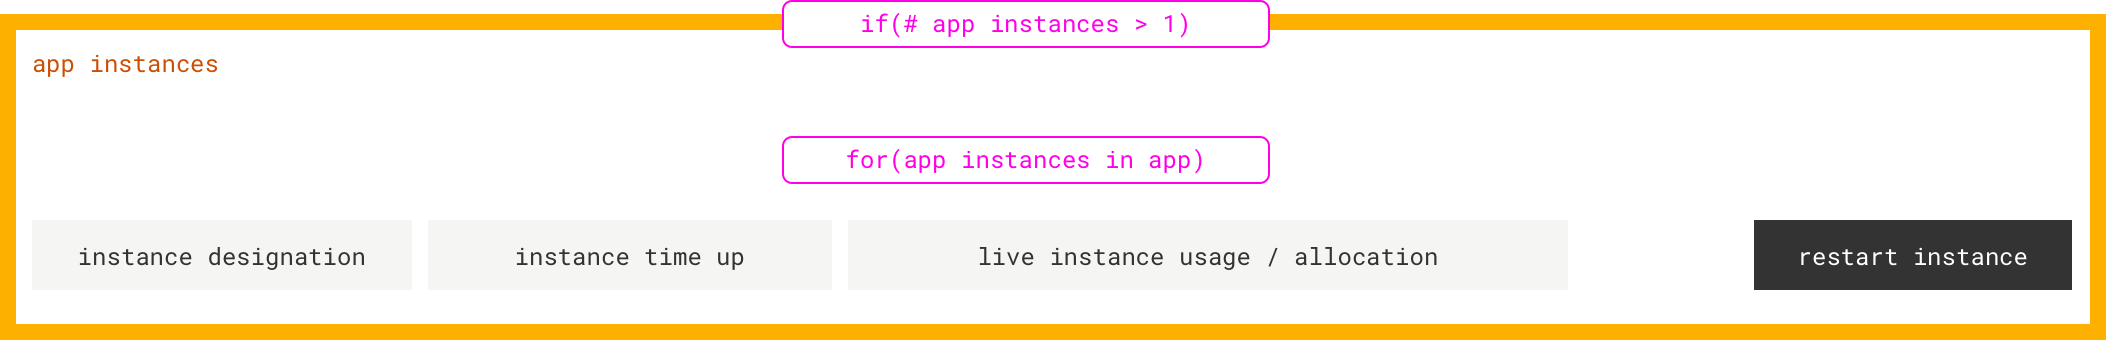 if(# app instances > 1)
app instances
for(app instances in app)
instance designation
instance time up
live instance usage / allocation
restart instance